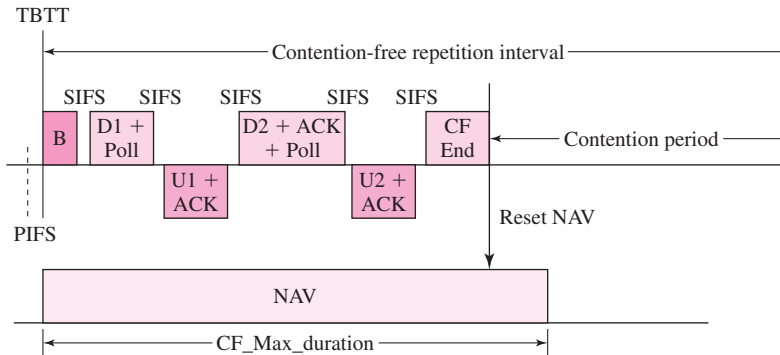 TBTT
Contention-free repetition interval
SIFS SIFS SIFS SIFS SIFS
B
D1 +
Poll
U1 +
ACK
D2 + ACK
+ Poll
U2 +
ACK
CF
End
Contention period
PIFS
Reset NAV
NAV
CF_Max_duration